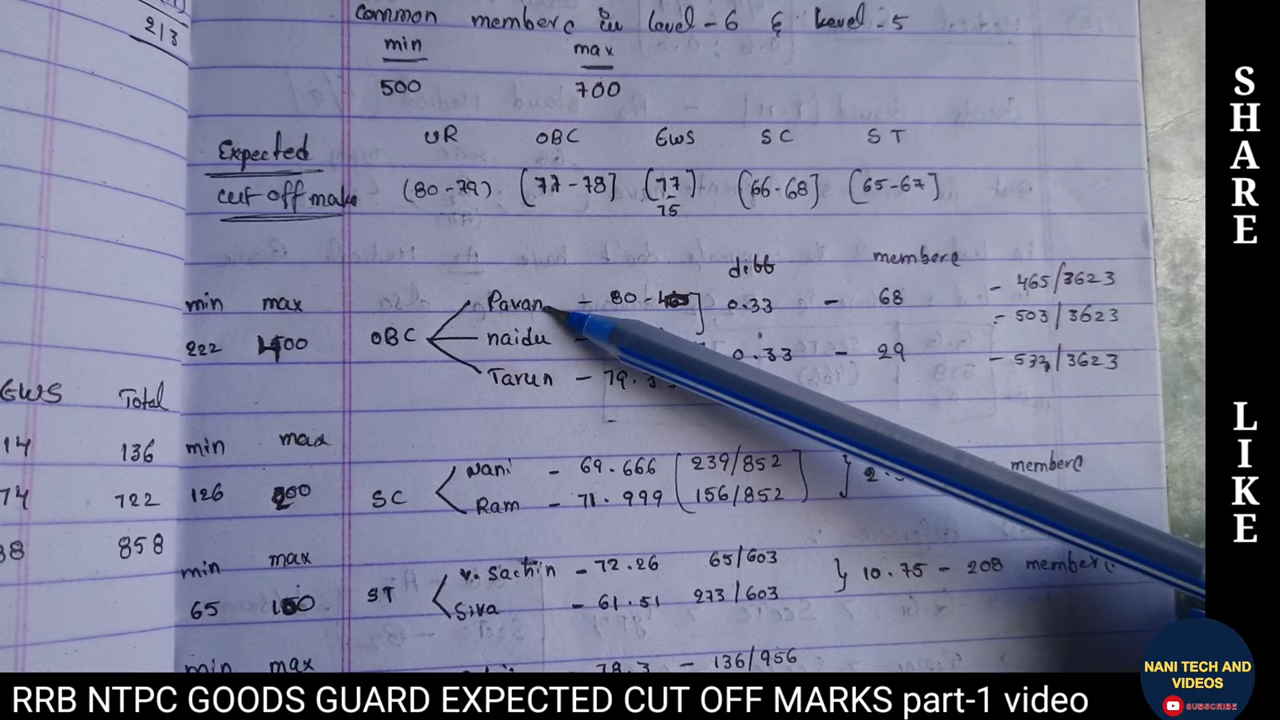 213
common members in Level-6 & Level-5
min max
500 700
UR OBC EWS SC ST
Expected
cut off marks (80-79) [77-78] [77-75] [66-68] [65-67]
diff members
min max Pavan - 80 0.33 - 68 - 465/3623
222 400 OBC naidu - - 503/3623
0.33 - 29 - 533/3623
Tarun - 79.3
EWS Total
14 136 min max
Nani - 69.666 [239/852] members
74 722 126 200 SC Ram - 71.999 [156/852]
38 858 min max
65 100 ST v. Sachin - 72.26 65/603
Siva - 61.51 273/603 } 10.75 - 208 members
min max 78.3 - 136/956
SHARE
LIKE
NANI TECH AND
VIDEOS
SUBSCRIBE
RRB NTPC GOODS GUARD EXPECTED CUT OFF MARKS part-1 video